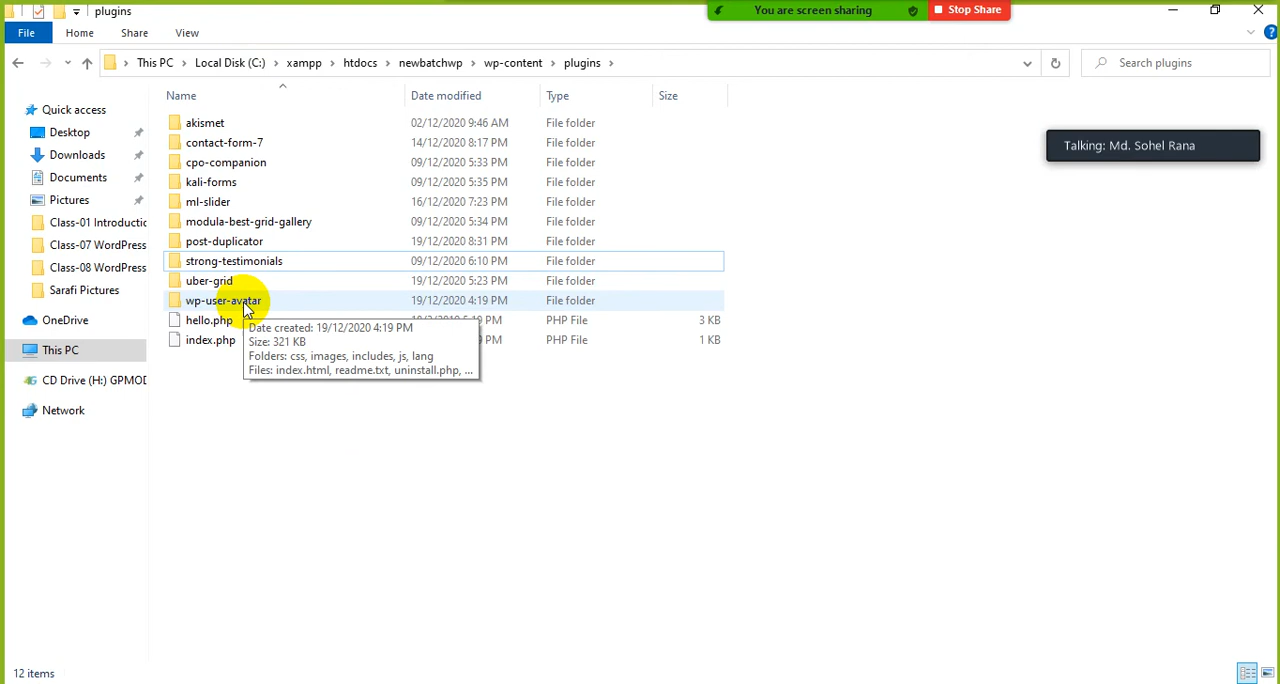 plugins
You are screen sharing
Stop Share
File Home Share View
This PC Local Disk (C:) xampp htdocs newbatchwp wp-content plugins
Search plugins
Name Date modified Type Size
Quick access
Desktop
Downloads
Documents
Pictures
Class-01 Introductic
Class-07 WordPress
Class-08 WordPress
Sarafi Pictures
OneDrive
This PC
CD Drive (H:) GPMOD
Network
akismet 02/12/2020 9:46 AM File folder
contact-form-7 14/12/2020 8:17 PM File folder
cpo-companion 09/12/2020 5:33 PM File folder
kali-forms 09/12/2020 5:35 PM File folder
ml-slider 16/12/2020 7:23 PM File folder
modula-best-grid-gallery 09/12/2020 5:34 PM File folder
post-duplicator 19/12/2020 8:31 PM File folder
strong-testimonials 09/12/2020 6:10 PM File folder
uber-grid 19/12/2020 5:23 PM File folder
wp-user-avatar 19/12/2020 4:19 PM File folder
hello.php PM PHP File 3 KB
index.php PM PHP File 1 KB
Date created: 19/12/2020 4:19 PM
Size: 321 KB
Folders: css, images, includes, js, lang
Files: index.html, readme.txt, uninstall.php, ...
Talking: Md. Sohel Rana
12 items